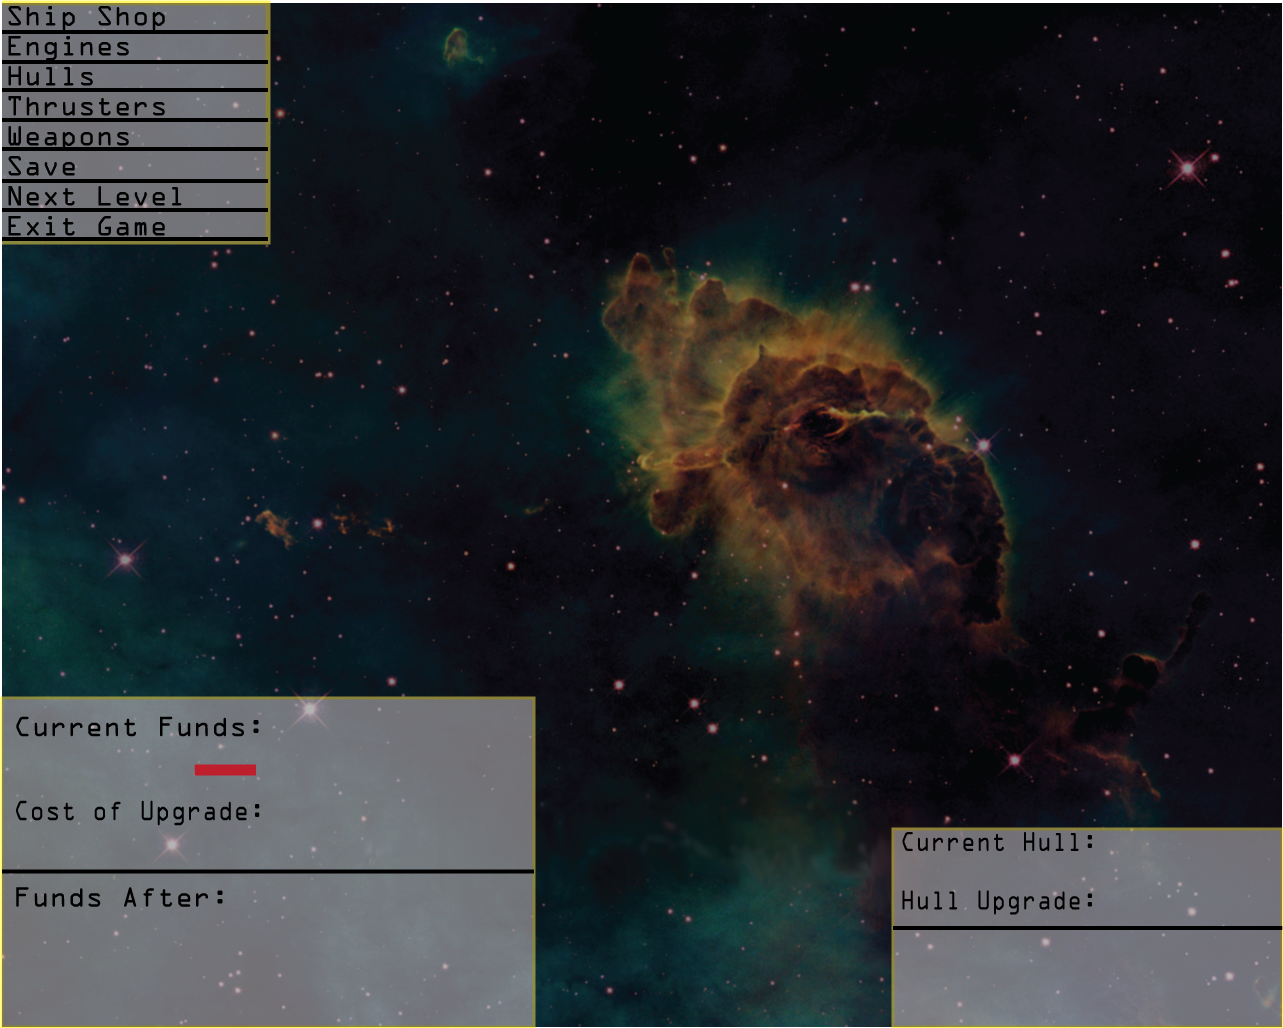 Ship Shop
Engines
Hulls
Thrusters
Weapons
Save
Next Level
Exit Game
Current Funds:
Cost of Upgrade:
Funds After:
Current Hull:
Hull Upgrade: